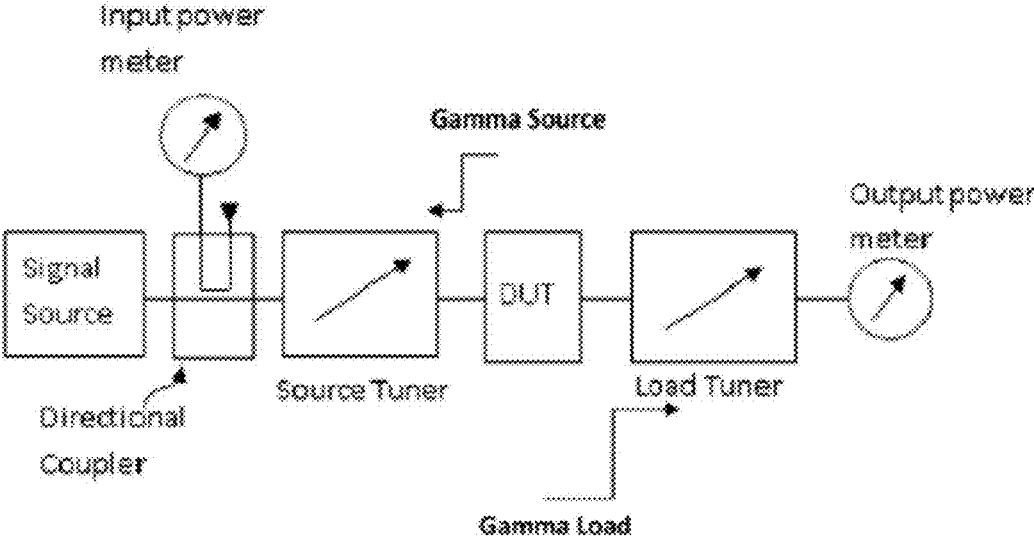 Input power
meter
Gamma Source
Output power
meter
Signal
Source
DUT
Source Tuner
Load Tuner
Directional
Coupler
Gamma Load